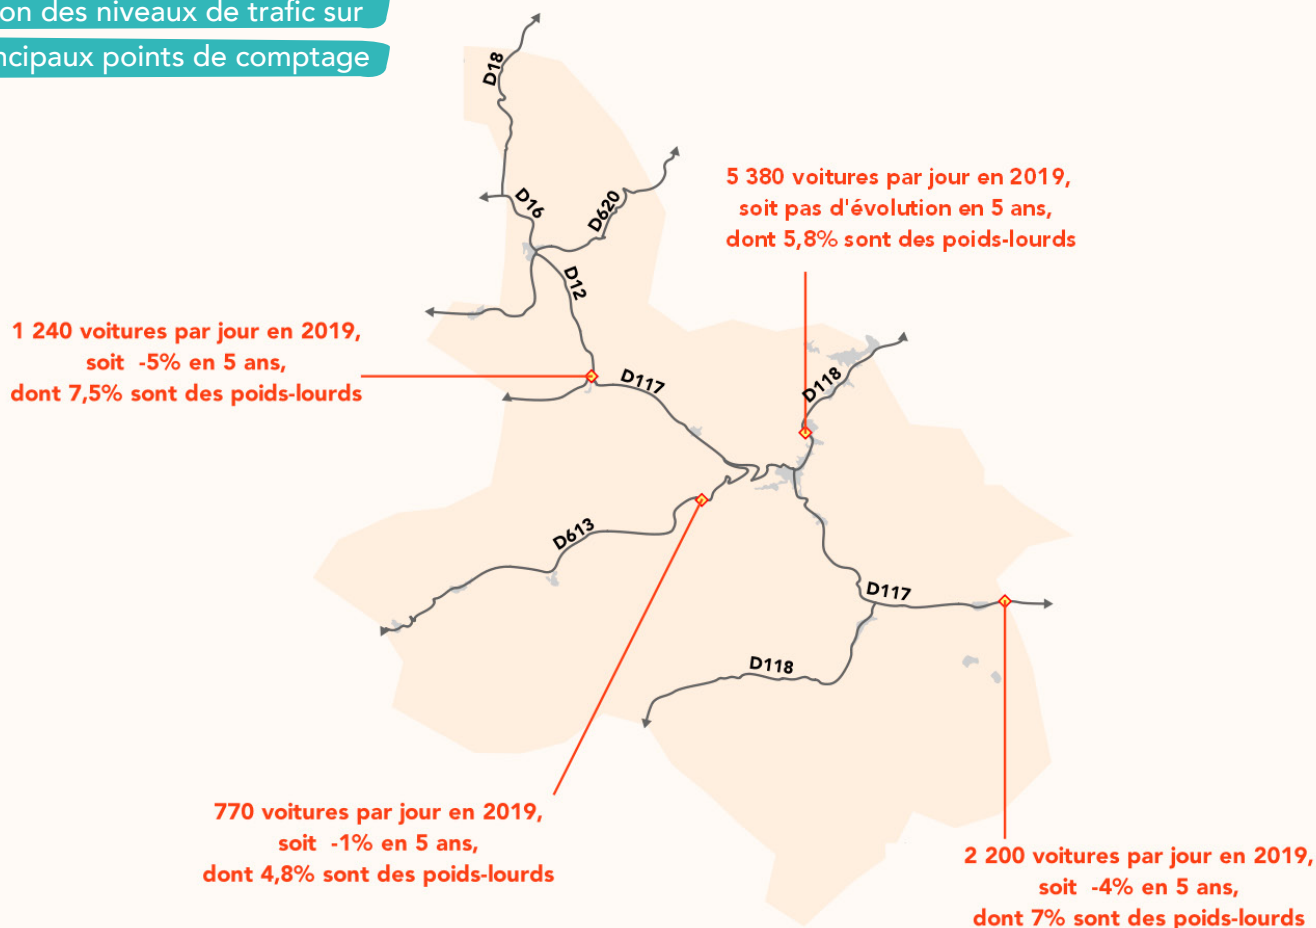 on des niveaux de trafic sur
ncipaux points de comptage
D18
D16
D620
5 380 voitures par jour en 2019,
soit pas d'évolution en 5 ans,
dont 5,8% sont des poids-lourds
D12
1 240 voitures par jour en 2019,
soit -5% en 5 ans,
dont 7,5% sont des poids-lourds
D117
D118
D613
D117
D118
770 voitures par jour en 2019,
soit -1% en 5 ans,
dont 4,8% sont des poids-lourds
2 200 voitures par jour en 2019,
soit -4% en 5 ans,
dont 7% sont des poids-lourds